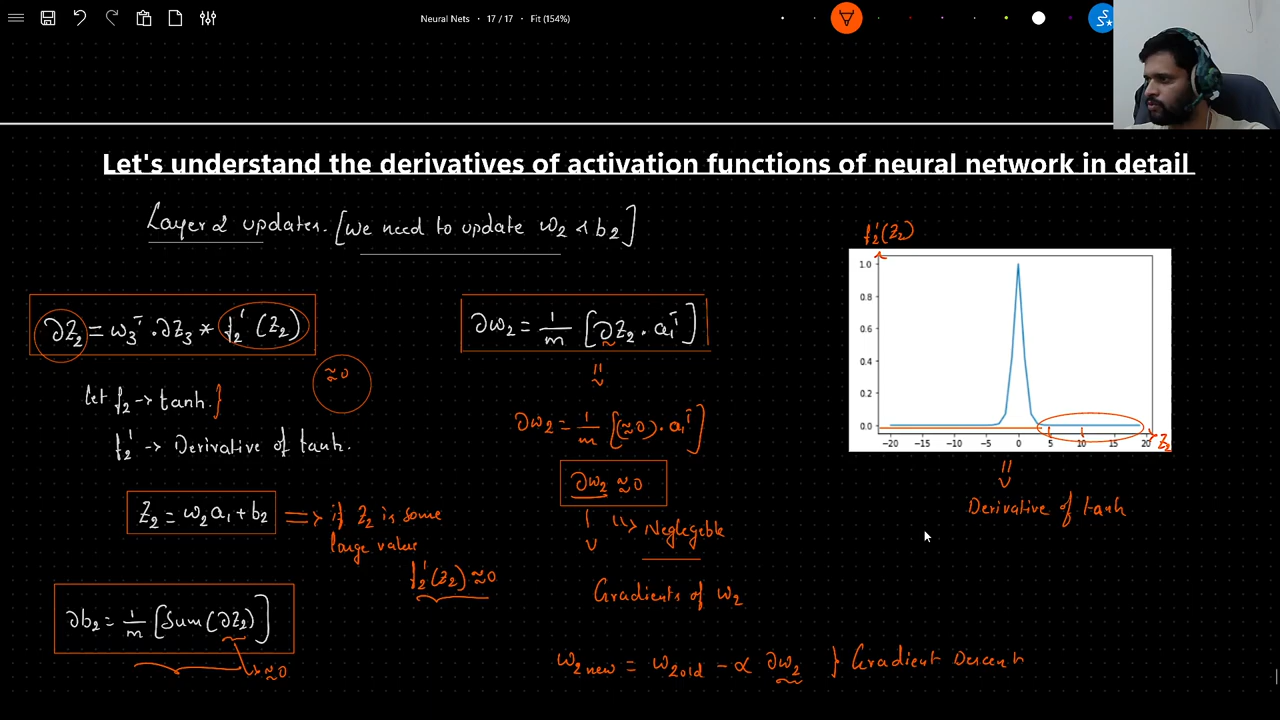 Neural Nets • 17 / 17 • Fit (154%)
Let's understand the derivatives of activation functions of neural network in detail
Layer 2 updates. [we need to update w₂ & b₂]
∂Z₂ = w₃ᵀ · ∂Z₃ * f₂'(Z₂)
≈0
let f₂ → tanh. }
f₂' → Derivative of tanh.
Z₂ = w₂a₁ + b₂ => if Z₂ is some
large value
f₂'(Z₂) ≈ 0
∂b₂ = 1/m [Sum(∂Z₂)]
≈0
∂w₂ = 1/m [∂Z₂ · a₁ᵀ]
∂w₂ = 1/m [(≈0) · a₁ᵀ]
∂w₂ ≈ 0
Neglegeble
Gradients of w₂
w₂ new = w₂ old - α ∂w₂ } Gradient Descent
f₂'(Z₂)
1.0
0.8
0.6
0.4
0.2
0.0
-20 -15 -10 -5 0 5 10 15 20 Z₂
Derivative of tanh.